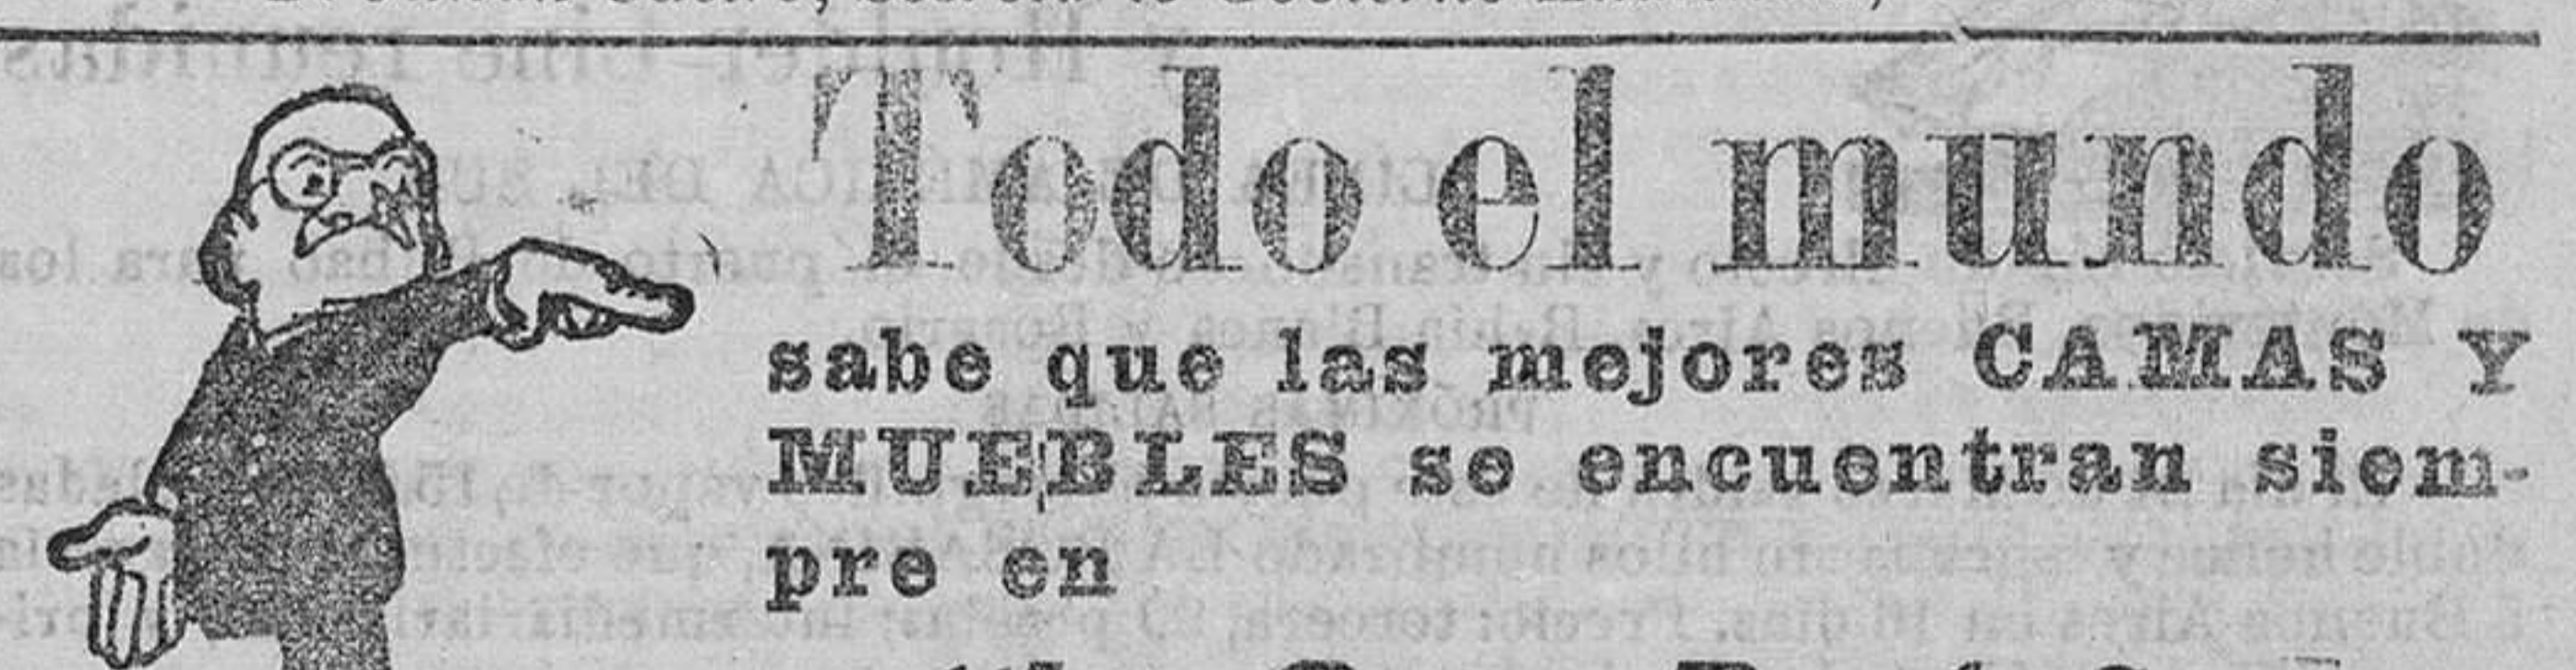 Todo el mundo
sabe que las mejores CAMAS Y
MUEBLES se encuentran siem-
pre en